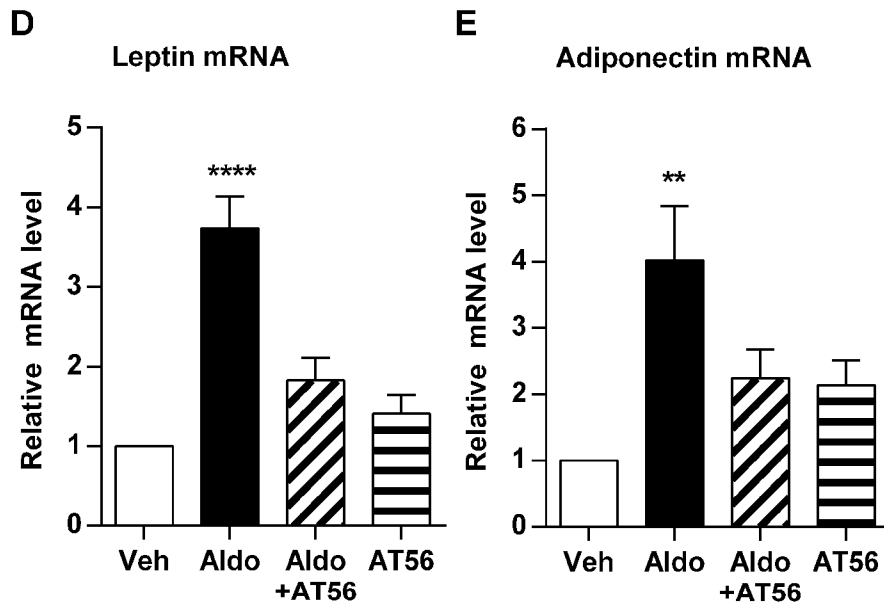 D
Leptin mRNA
Relative mRNA level
5
4
3
2
1
0
****
Veh
Aldo
Aldo
+AT56
AT56
E
Adiponectin mRNA
Relative mRNA level
6
5
4
3
2
1
0
**
Veh
Aldo
Aldo
+AT56
AT56